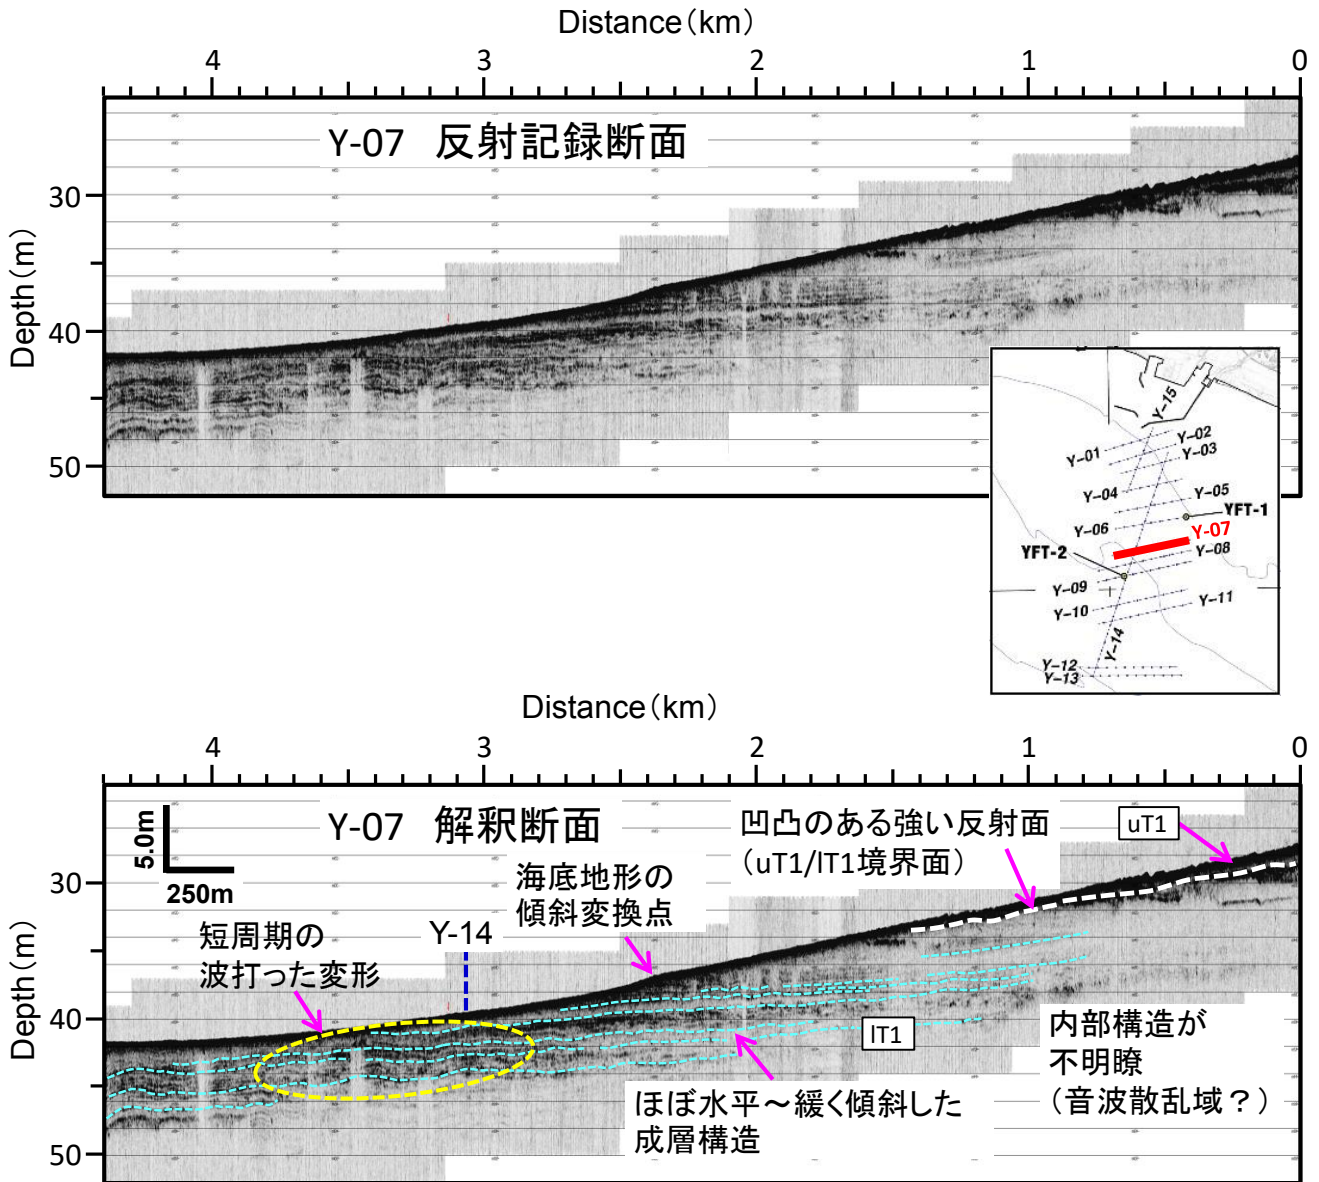 Distance（km）
4 3 2 1 0
Y-07 反射記録断面
Depth（m）
30
40
50
Y-15
Y-01
Y-02
Y-03
Y-04
Y-05
YFT-1
Y-06
Y-07
Y-08
YFT-2
Y-09
Y-10
Y-11
Y-14
Y-12
Y-13
Distance（km）
4 3 2 1 0
5.0m
250m
Y-07 解釈断面
凹凸のある強い反射面
（uT1/lT1境界面）
uT1
海底地形の
傾斜変換点
短周期の
波打った変形
Y-14
Depth（m）
30
40
50
lT1
内部構造が
不明瞭
（音波散乱域？）
ほぼ水平～緩く傾斜した
成層構造